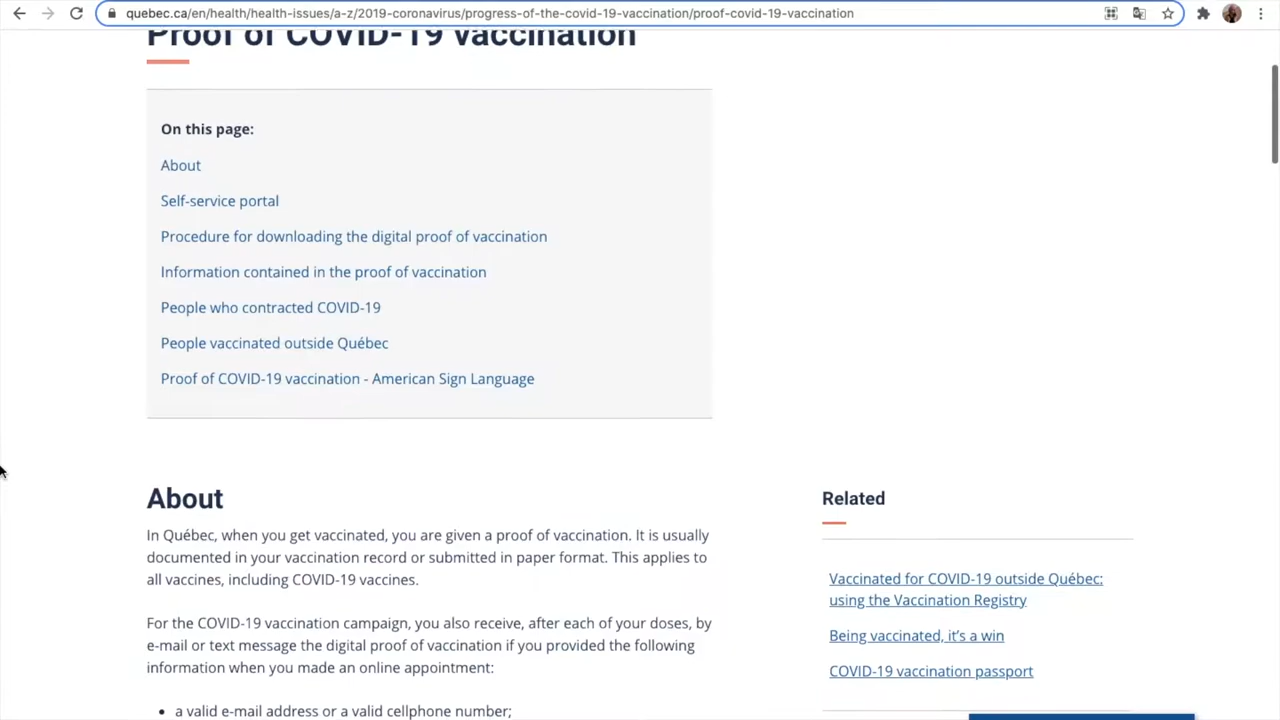 quebec.ca/en/health/health-issues/a-z/2019-coronavirus/progress-of-the-covid-19-vaccination/proof-covid-19-vaccination
Proof of COVID-19 vaccination
On this page:
About
Self-service portal
Procedure for downloading the digital proof of vaccination
Information contained in the proof of vaccination
People who contracted COVID-19
People vaccinated outside Québec
Proof of COVID-19 vaccination - American Sign Language
About
In Québec, when you get vaccinated, you are given a proof of vaccination. It is usually
documented in your vaccination record or submitted in paper format. This applies to
all vaccines, including COVID-19 vaccines.
For the COVID-19 vaccination campaign, you also receive, after each of your doses, by
e-mail or text message the digital proof of vaccination if you provided the following
information when you made an online appointment:
• a valid e-mail address or a valid cellphone number;
Related
Vaccinated for COVID-19 outside Québec:
using the Vaccination Registry
Being vaccinated, it’s a win
COVID-19 vaccination passport